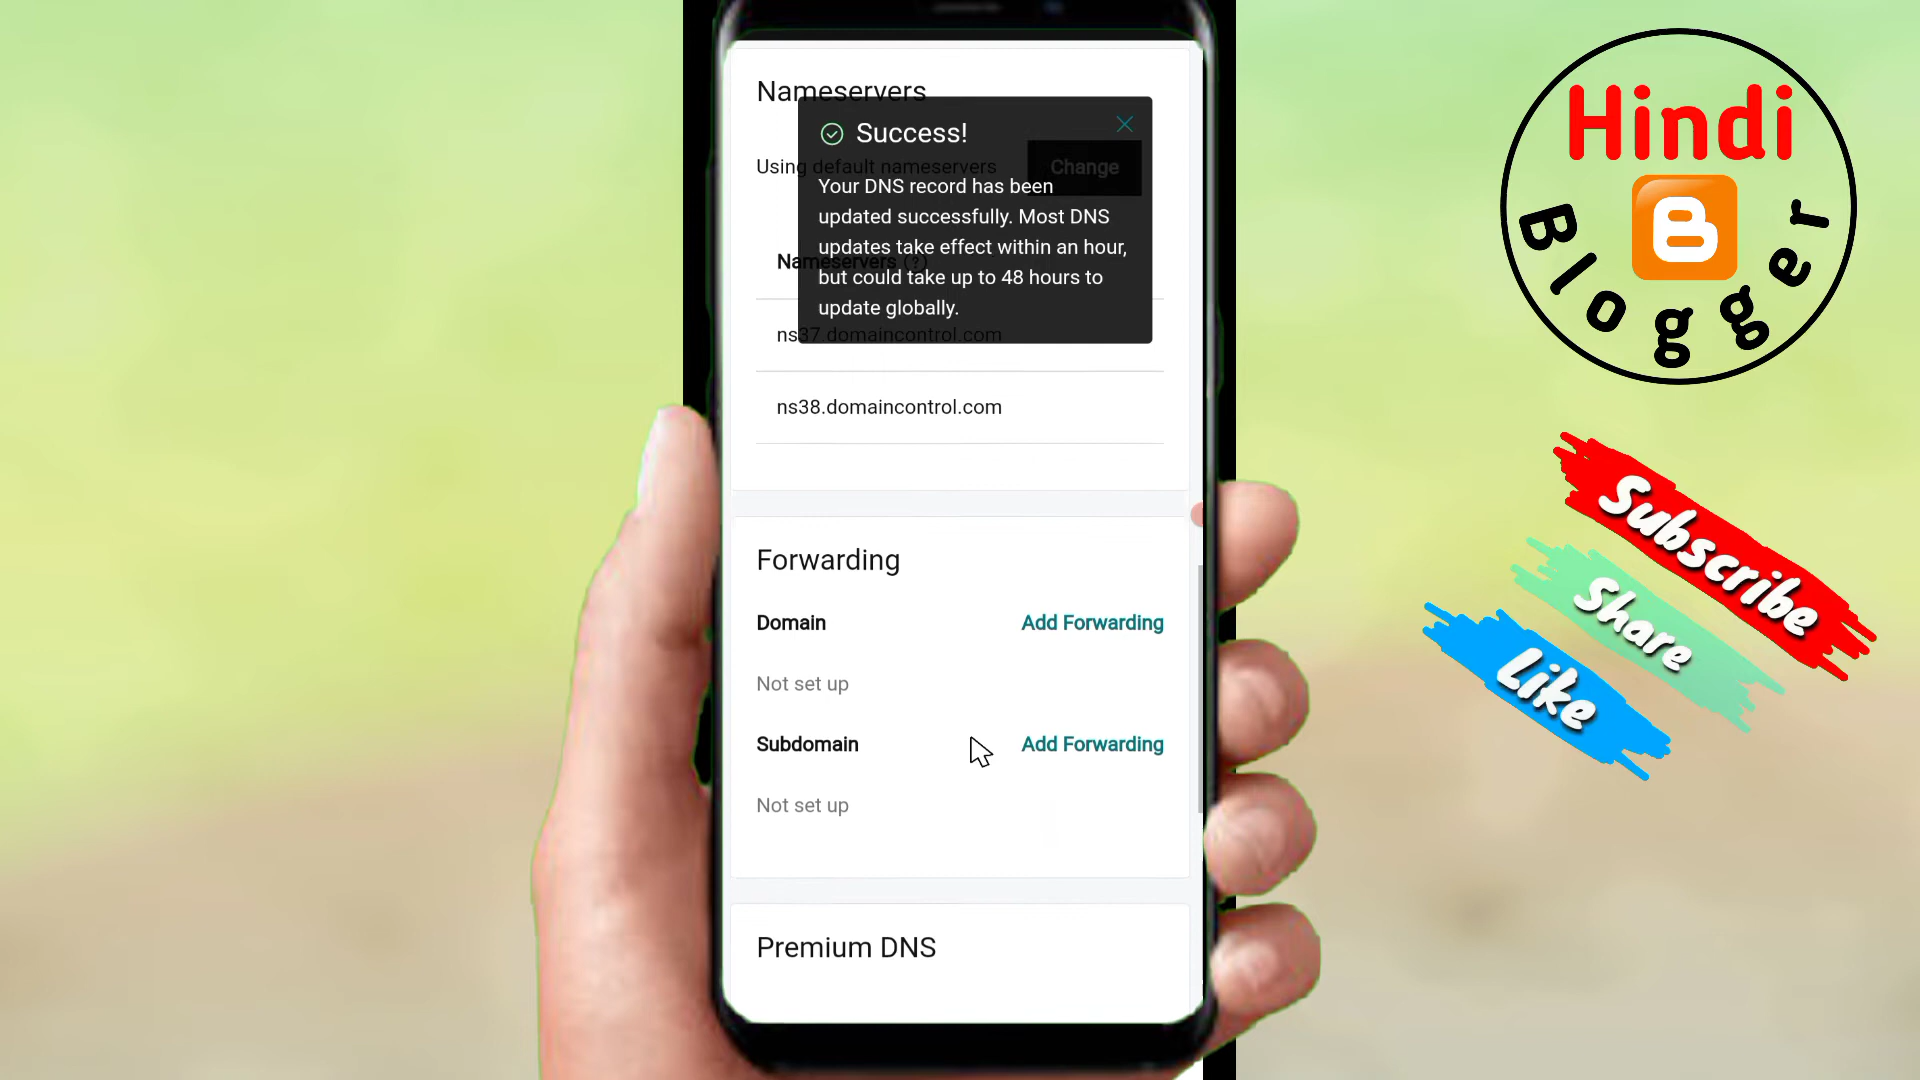 Nameservers
Success!
Using default nameservers
Change
Your DNS record has been
updated successfully. Most DNS
updates take effect within an hour,
Nameservers (?)
but could take up to 48 hours to
update globally.
ns37.domaincontrol.com
ns38.domaincontrol.com
Forwarding
Domain
Add Forwarding
Not set up
Subdomain
Add Forwarding
Not set up
Premium DNS
Hindi
Blogger
Subscribe
Share
Like